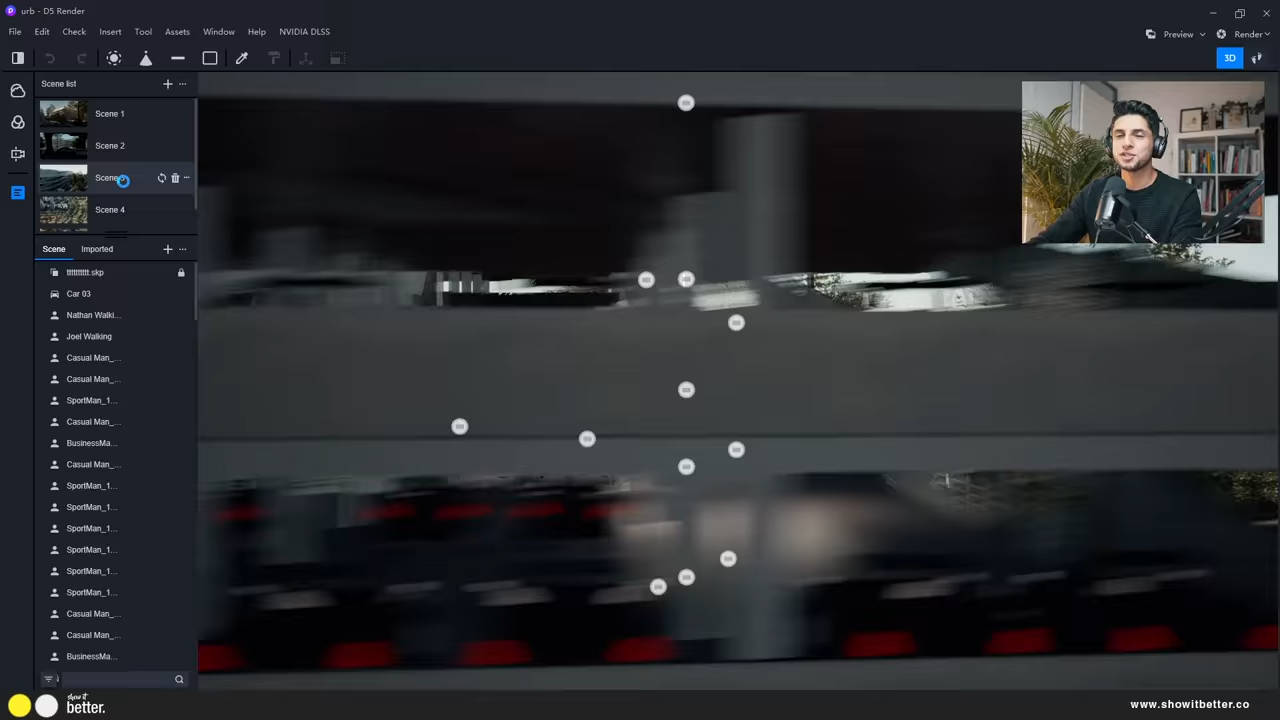 urb - D5 Render
File Edit Check Insert Tool Assets Window Help NVIDIA DLSS
Preview Render
3D
Scene list
Scene 1
Scene 2
Scene
Scene 4
Scene Imported
tttttttttt.skp
Car 03
Nathan Walki...
Joel Walking
Casual Man_...
Casual Man_...
SportMan_1...
Casual Man_...
BusinessMa...
Casual Man_...
SportMan_1...
SportMan_1...
SportMan_1...
SportMan_1...
SportMan_1...
SportMan_1...
Casual Man_...
Casual Man_...
BusinessMa...
show it
better.
www.showitbetter.co